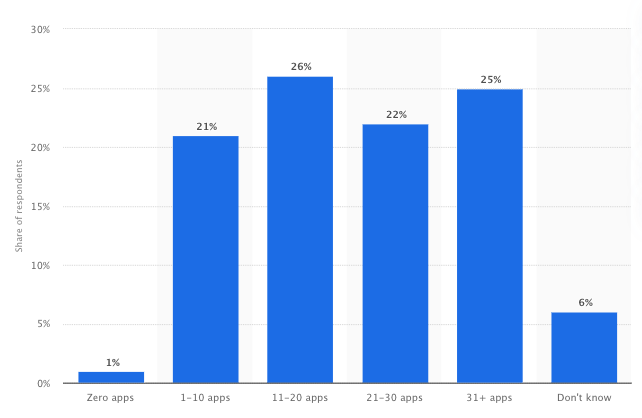 30%
25%
20%
15%
10%
5%
0%
Share of respondents
1%
21%
26%
22%
25%
6%
Zero apps
1–10 apps
11–20 apps
21–30 apps
31+ apps
Don't know